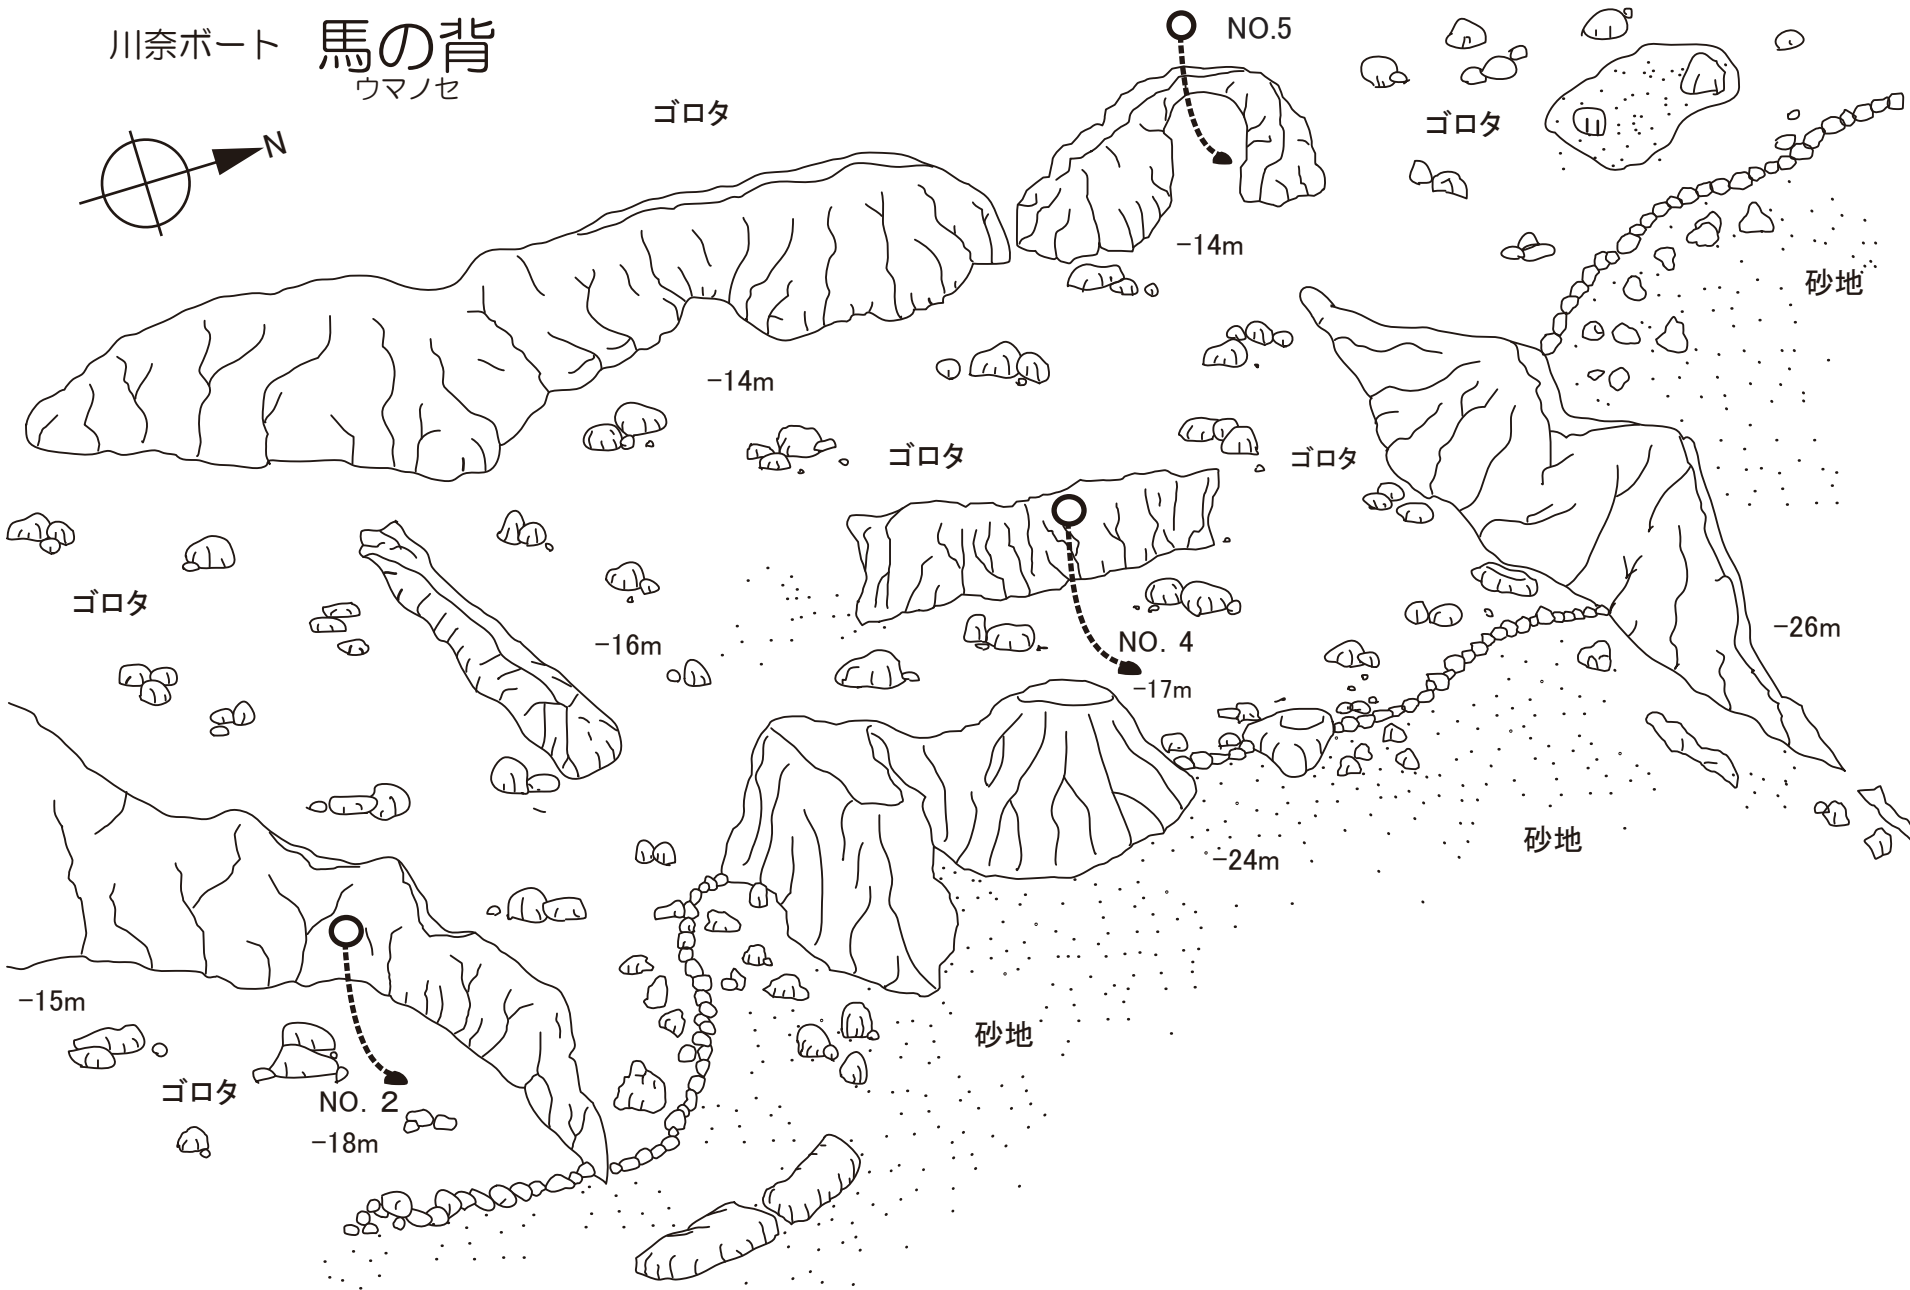 川奈ボート 馬の背
ウマノセ
N
NO.5
ゴロタ
ゴロタ
-14m
砂地
-14m
ゴロタ
ゴロタ
ゴロタ
-16m
NO. 4
-17m
-26m
砂地
-24m
-15m
砂地
ゴロタ
NO. 2
-18m